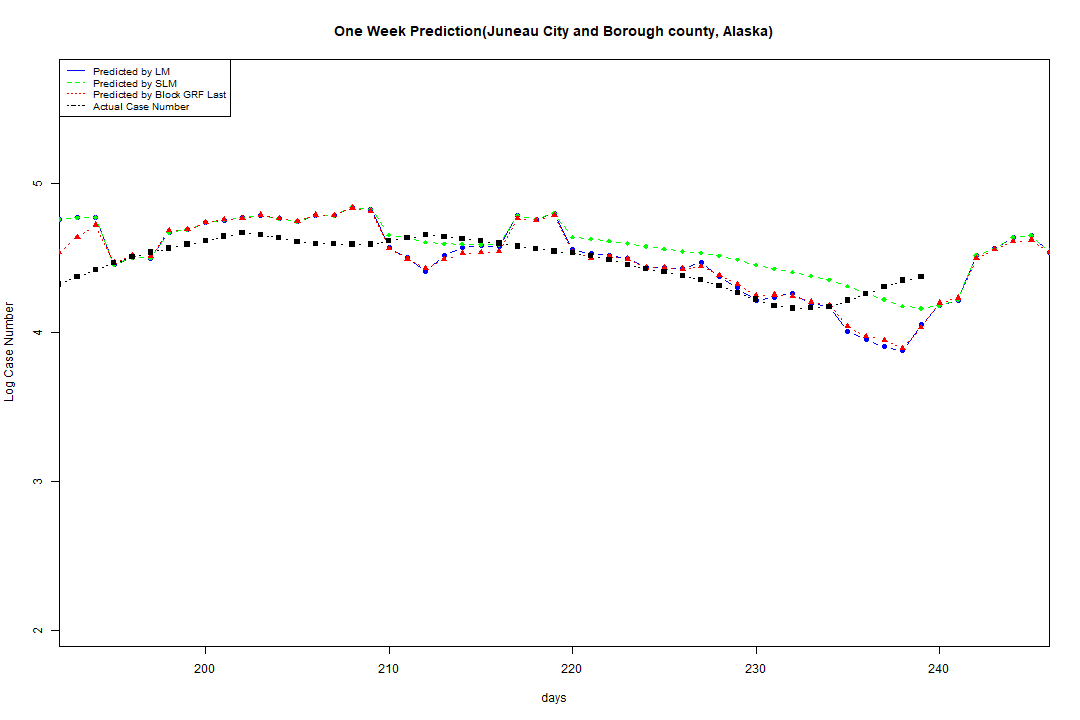 One Week Prediction(Juneau City and Borough county, Alaska)
Predicted by LM
Predicted by SLM
Predicted by Block GRF Last
Actual Case Number
5
4
3
2
Log Case Number
200 210 220 230 240
days